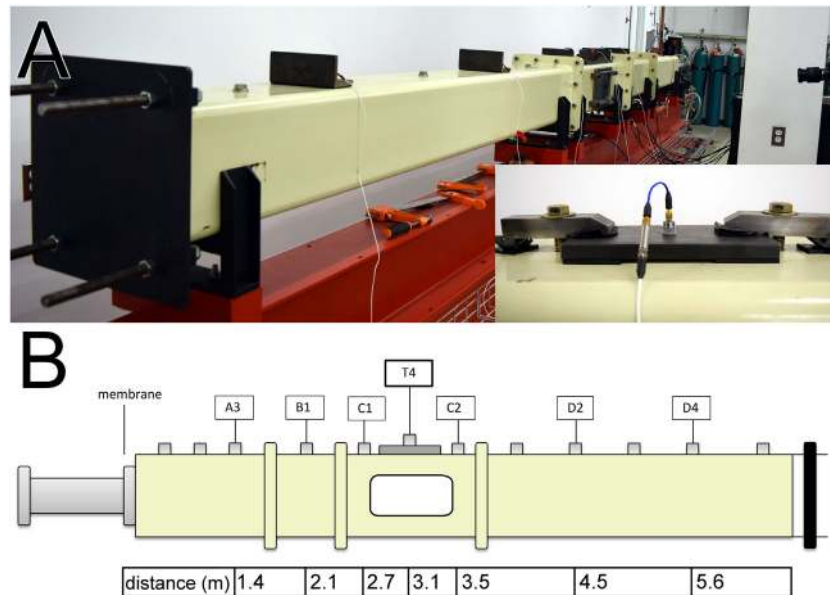 A
B
T4
membrane
A3 B1 C1 C2 D2 D4
distance (m) 1.4 2.1 2.7 3.1 3.5 4.5 5.6